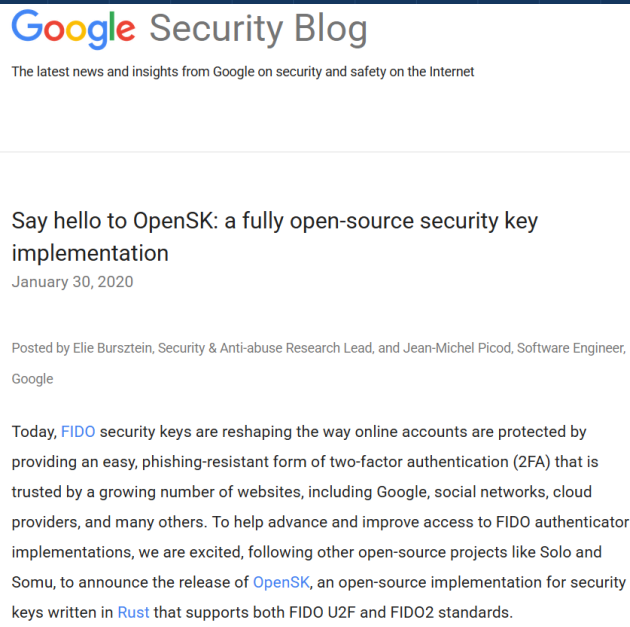 Google Security Blog
The latest news and insights from Google on security and safety on the Internet
Say hello to OpenSK: a fully open-source security key
implementation
January 30, 2020
Posted by Elie Bursztein, Security & Anti-abuse Research Lead, and Jean-Michel Picod, Software Engineer,
Google
Today, FIDO security keys are reshaping the way online accounts are protected by
providing an easy, phishing-resistant form of two-factor authentication (2FA) that is
trusted by a growing number of websites, including Google, social networks, cloud
providers, and many others. To help advance and improve access to FIDO authenticator
implementations, we are excited, following other open-source projects like Solo and
Somu, to announce the release of OpenSK, an open-source implementation for security
keys written in Rust that supports both FIDO U2F and FIDO2 standards.